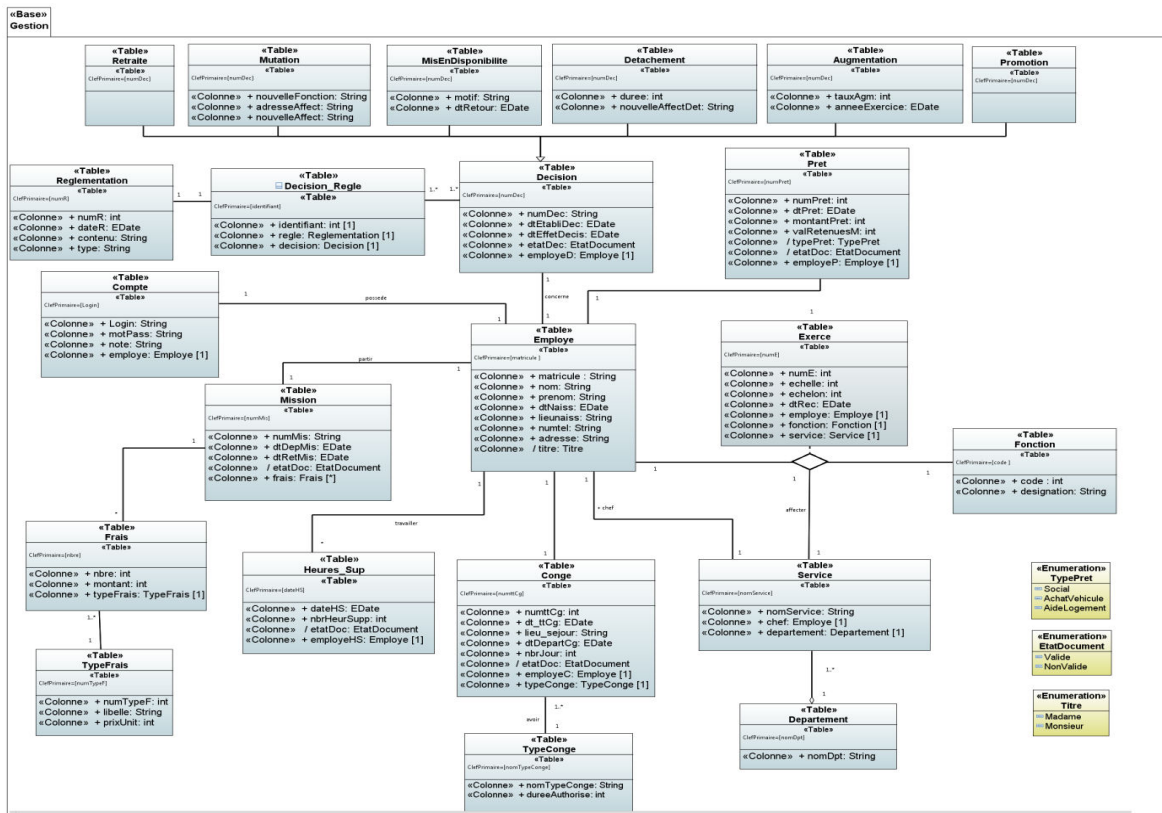 «Base»
Gestion
«Table»
Retraite
«Table»
ClefPrimaire=[numDec]
«Table»
Mutation
«Table»
ClefPrimaire=[numDec]
«Colonne» + nouvelleFonction: String
«Colonne» + adresseAffect: String
«Colonne» + nouvelleAffect: String
«Table»
MisEnDisponibilite
«Table»
ClefPrimaire=[numDec]
«Colonne» + motif: String
«Colonne» + dtRetour: EDate
«Table»
Detachement
«Table»
ClefPrimaire=[numDec]
«Colonne» + duree: int
«Colonne» + nouvelleAffectDet: String
«Table»
Augmentation
«Table»
ClefPrimaire=[numDec]
«Colonne» + tauxAgm: int
«Colonne» + anneeExercice: EDate
«Table»
Promotion
«Table»
ClefPrimaire=[numDec]
«Table»
Reglementation
«Table»
ClefPrimaire=[numR]
«Colonne» + numR: int
«Colonne» + dateR: EDate
«Colonne» + contenu: String
«Colonne» + type: String
1
1
«Table»
Decision_Regle
«Table»
ClefPrimaire=[identifiant]
«Colonne» + identifiant: int [1]
«Colonne» + regle: Reglementation [1]
«Colonne» + decision: Decision [1]
1..*
1..*
«Table»
Decision
«Table»
ClefPrimaire=[numDec]
«Colonne» + numDec: String
«Colonne» + dtEtabliDec: EDate
«Colonne» + dtEffetDecis: EDate
«Colonne» + etatDec: EtatDocument
«Colonne» + employeD: Employe [1]
«Table»
Pret
«Table»
ClefPrimaire=[numPret]
«Colonne» + numPret: int
«Colonne» + dtPret: EDate
«Colonne» + montantPret: int
«Colonne» + valRetenuesM: int
«Colonne» / typePret: TypePret
«Colonne» / etatDoc: EtatDocument
«Colonne» + employeP: Employe [1]
«Table»
Compte
«Table»
ClefPrimaire=[Login]
«Colonne» + Login: String
«Colonne» + motPass: String
«Colonne» + note: String
«Colonne» + employe: Employe [1]
1
possede
1
1
concerne
1
1
1
«Table»
Employe
«Table»
ClefPrimaire=[matricule ]
«Colonne» + matricule : String
«Colonne» + nom: String
«Colonne» + prenom: String
«Colonne» + dtNaiss: EDate
«Colonne» + lieunaiss: String
«Colonne» + numtel: String
«Colonne» + adresse: String
«Colonne» / titre: Titre
1
«Table»
Exerce
«Table»
ClefPrimaire=[numE]
«Colonne» + numE: int
«Colonne» + echelle: int
«Colonne» + echelon: int
«Colonne» + dtRec: EDate
«Colonne» + employe: Employe [1]
«Colonne» + fonction: Fonction [1]
«Colonne» + service: Service [1]
partir
1
1
«Table»
Mission
«Table»
ClefPrimaire=[numMis]
«Colonne» + numMis: String
«Colonne» + dtDepMis: EDate
«Colonne» + dtRetMis: EDate
«Colonne» / etatDoc: EtatDocument
«Colonne» + frais: Frais [*]
1
*
«Table»
Fonction
«Table»
ClefPrimaire=[code ]
«Colonne» + code : int
«Colonne» + designation: String
1
1
1
affecter
1
«Table»
Frais
«Table»
ClefPrimaire=[nbre]
«Colonne» + nbre: int
«Colonne» + montant: int
«Colonne» + typeFrais: TypeFrais [1]
1..*
1
«Table»
TypeFrais
«Table»
ClefPrimaire=[numTypeF]
«Colonne» + numTypeF: int
«Colonne» + libelle: String
«Colonne» + prixUnit: int
1
travailler
*
«Table»
Heures_Sup
«Table»
ClefPrimaire=[dateHS]
«Colonne» + dateHS: EDate
«Colonne» + nbrHeurSupp: int
«Colonne» / etatDoc: EtatDocument
«Colonne» + employeHS: Employe [1]
1
1
«Table»
Conge
«Table»
ClefPrimaire=[numttCg]
«Colonne» + numttCg: int
«Colonne» + dt_ttCg: EDate
«Colonne» + lieu_sejour: String
«Colonne» + dtDepartCg: EDate
«Colonne» + nbrJour: int
«Colonne» / etatDoc: EtatDocument
«Colonne» + employeC: Employe [1]
«Colonne» + typeConge: TypeConge [1]
1..*
avoir
1
«Table»
TypeConge
«Table»
ClefPrimaire=[nomTypeConge]
«Colonne» + nomTypeConge: String
«Colonne» + dureeAuthorise: int
1
+ chef
1
«Table»
Service
«Table»
ClefPrimaire=[nomService]
«Colonne» + nomService: String
«Colonne» + chef: Employe [1]
«Colonne» + departement: Departement [1]
1..*
1
«Table»
Departement
«Table»
ClefPrimaire=[nomDpt]
«Colonne» + nomDpt: String
«Enumeration»
TypePret
Social
AchatVehicule
AideLogement
«Enumeration»
EtatDocument
Valide
NonValide
«Enumeration»
Titre
Madame
Monsieur